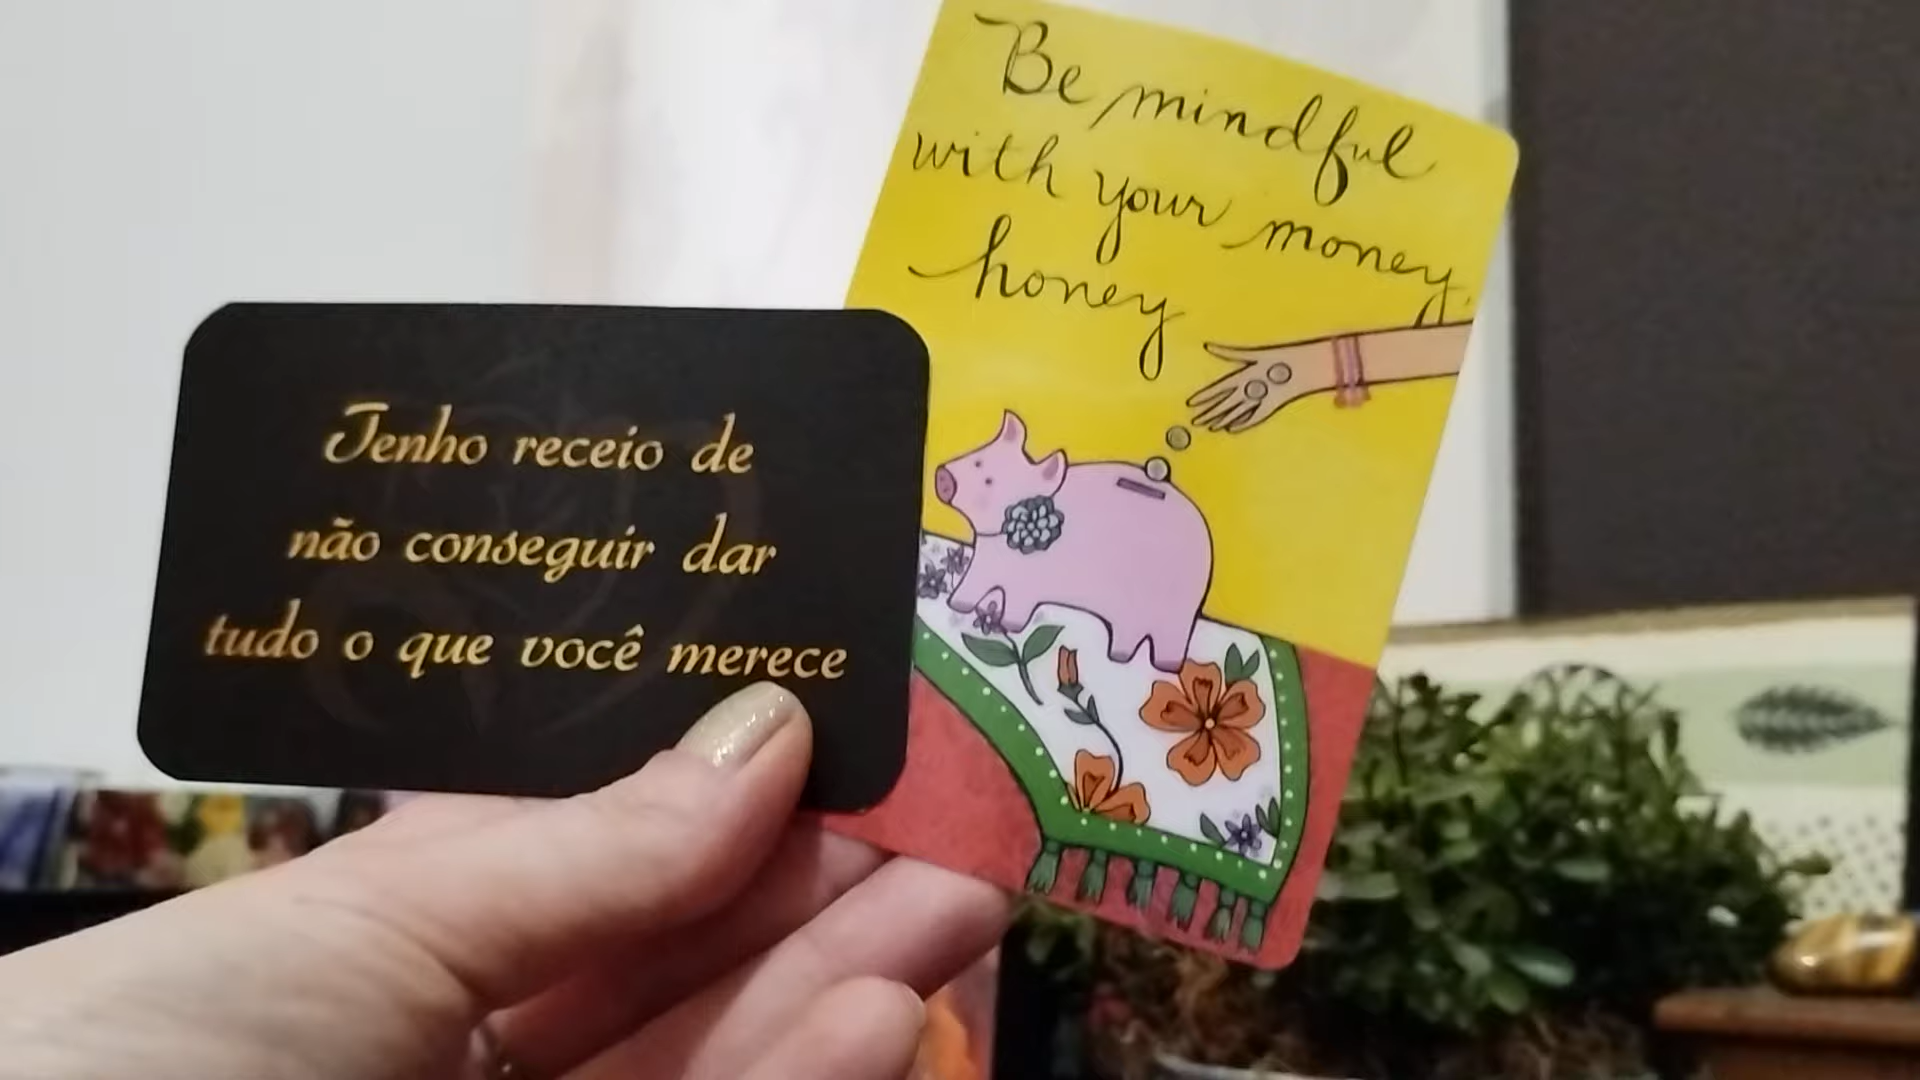 Tenho receio de
não conseguir dar
tudo o que você merece
Be mindful
with your money,
honey